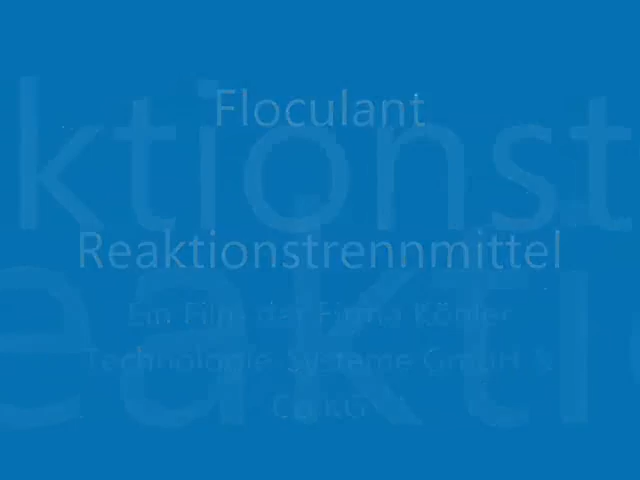 Floculant
Reaktionstrennmittel
Ein Film der Firma Köhler
Technologie Systeme GmbH &
Co.KG